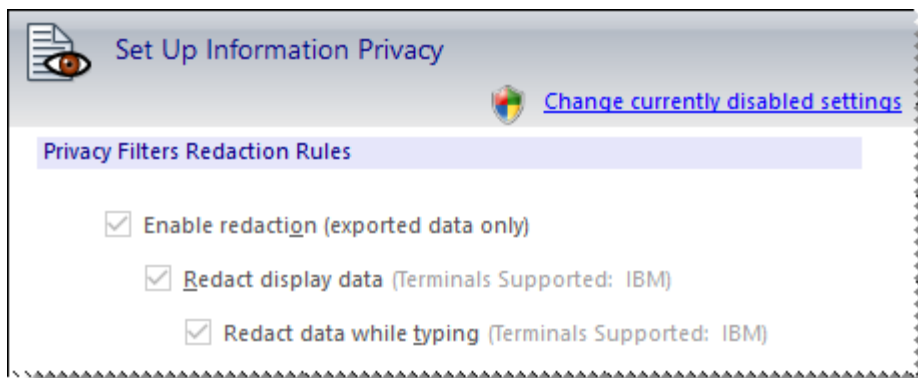 Set Up Information Privacy
Change currently disabled settings
Privacy Filters Redaction Rules
Enable redaction (exported data only)
Redact display data (Terminals Supported:  IBM)
Redact data while typing (Terminals Supported:  IBM)